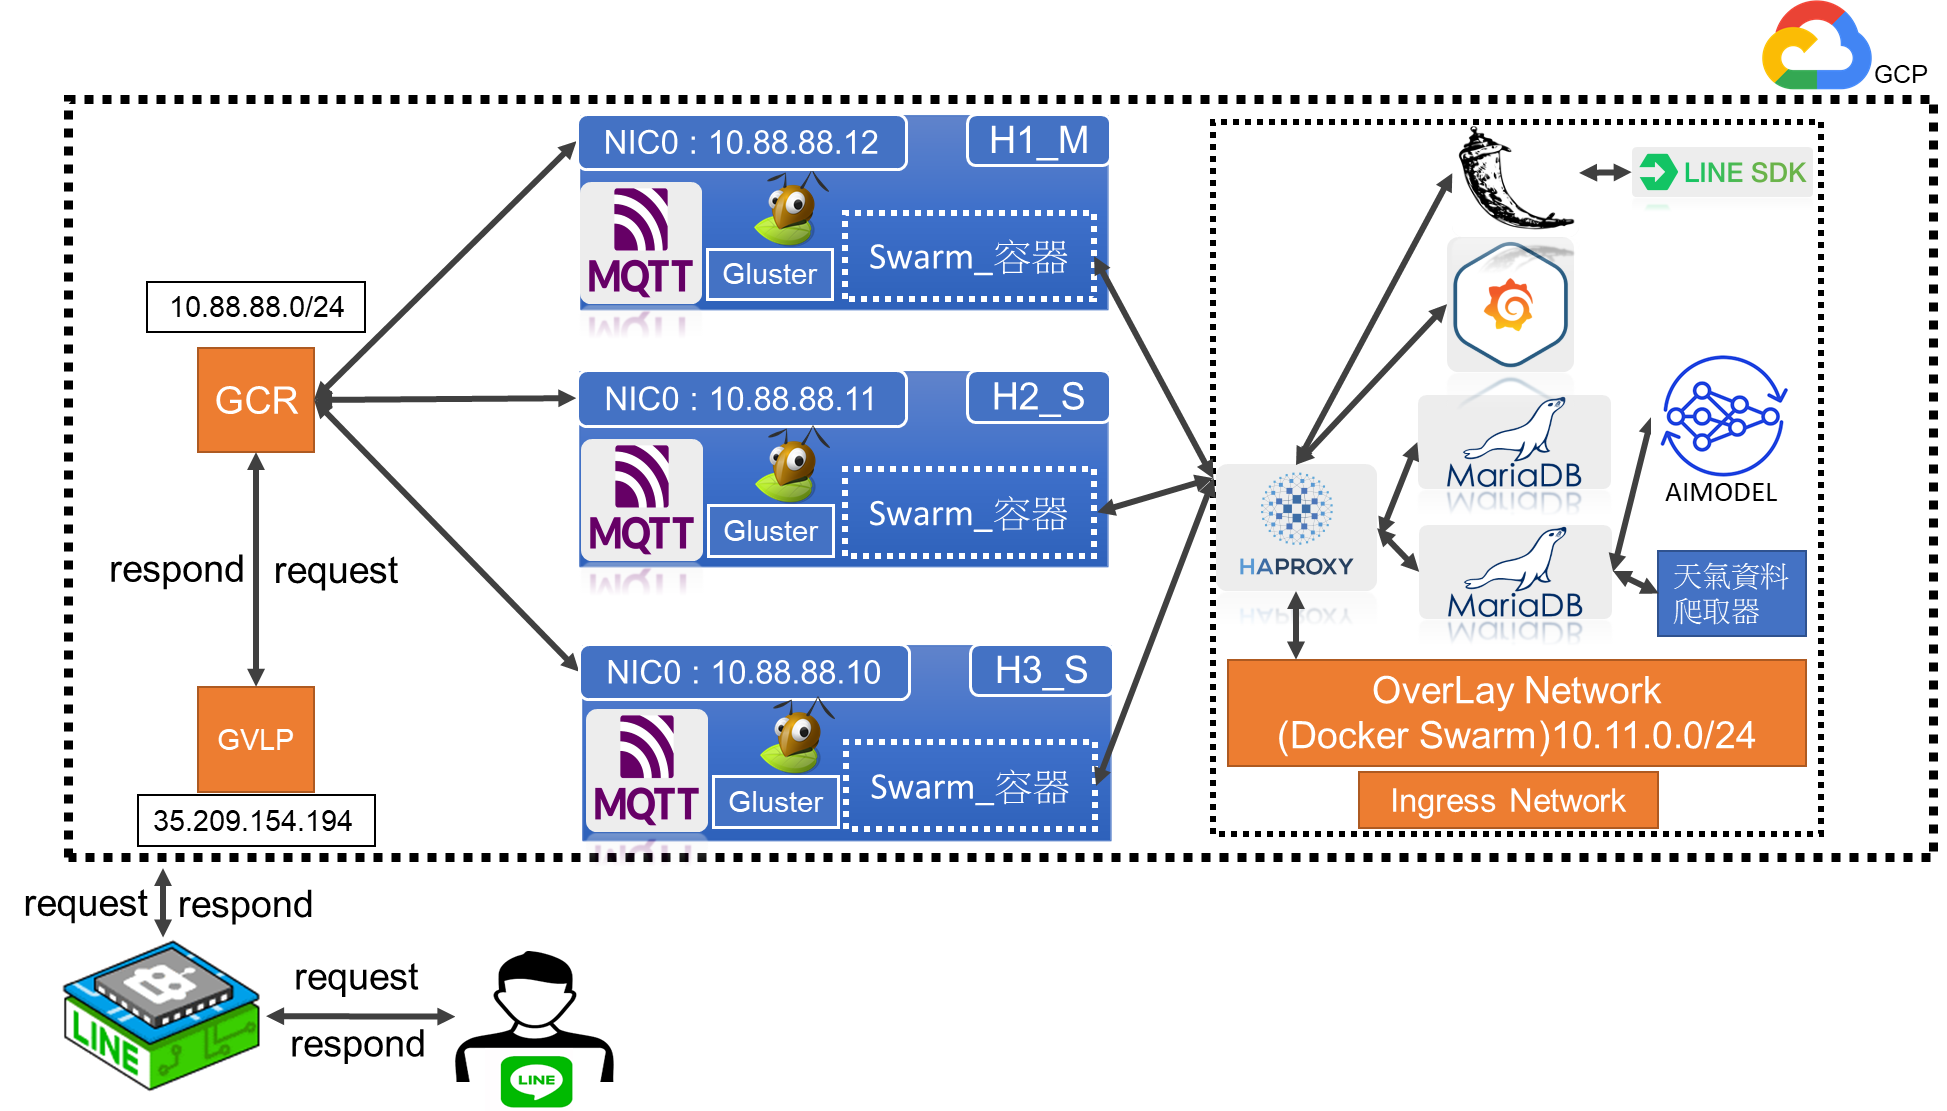 GCP
NIC0 : 10.88.88.12
H1_M
MQTT
Gluster
Swarm_容器
LINE SDK
10.88.88.0/24
GCR
NIC0 : 10.88.88.11
H2_S
MQTT
Gluster
Swarm_容器
HAPROXY
MariaDB
AIMODEL
MariaDB
天氣資料
爬取器
respond
request
NIC0 : 10.88.88.10
H3_S
MQTT
Gluster
Swarm_容器
OverLay Network
(Docker Swarm)10.11.0.0/24
Ingress Network
GVLP
35.209.154.194
request
respond
LINE
request
respond
LINE